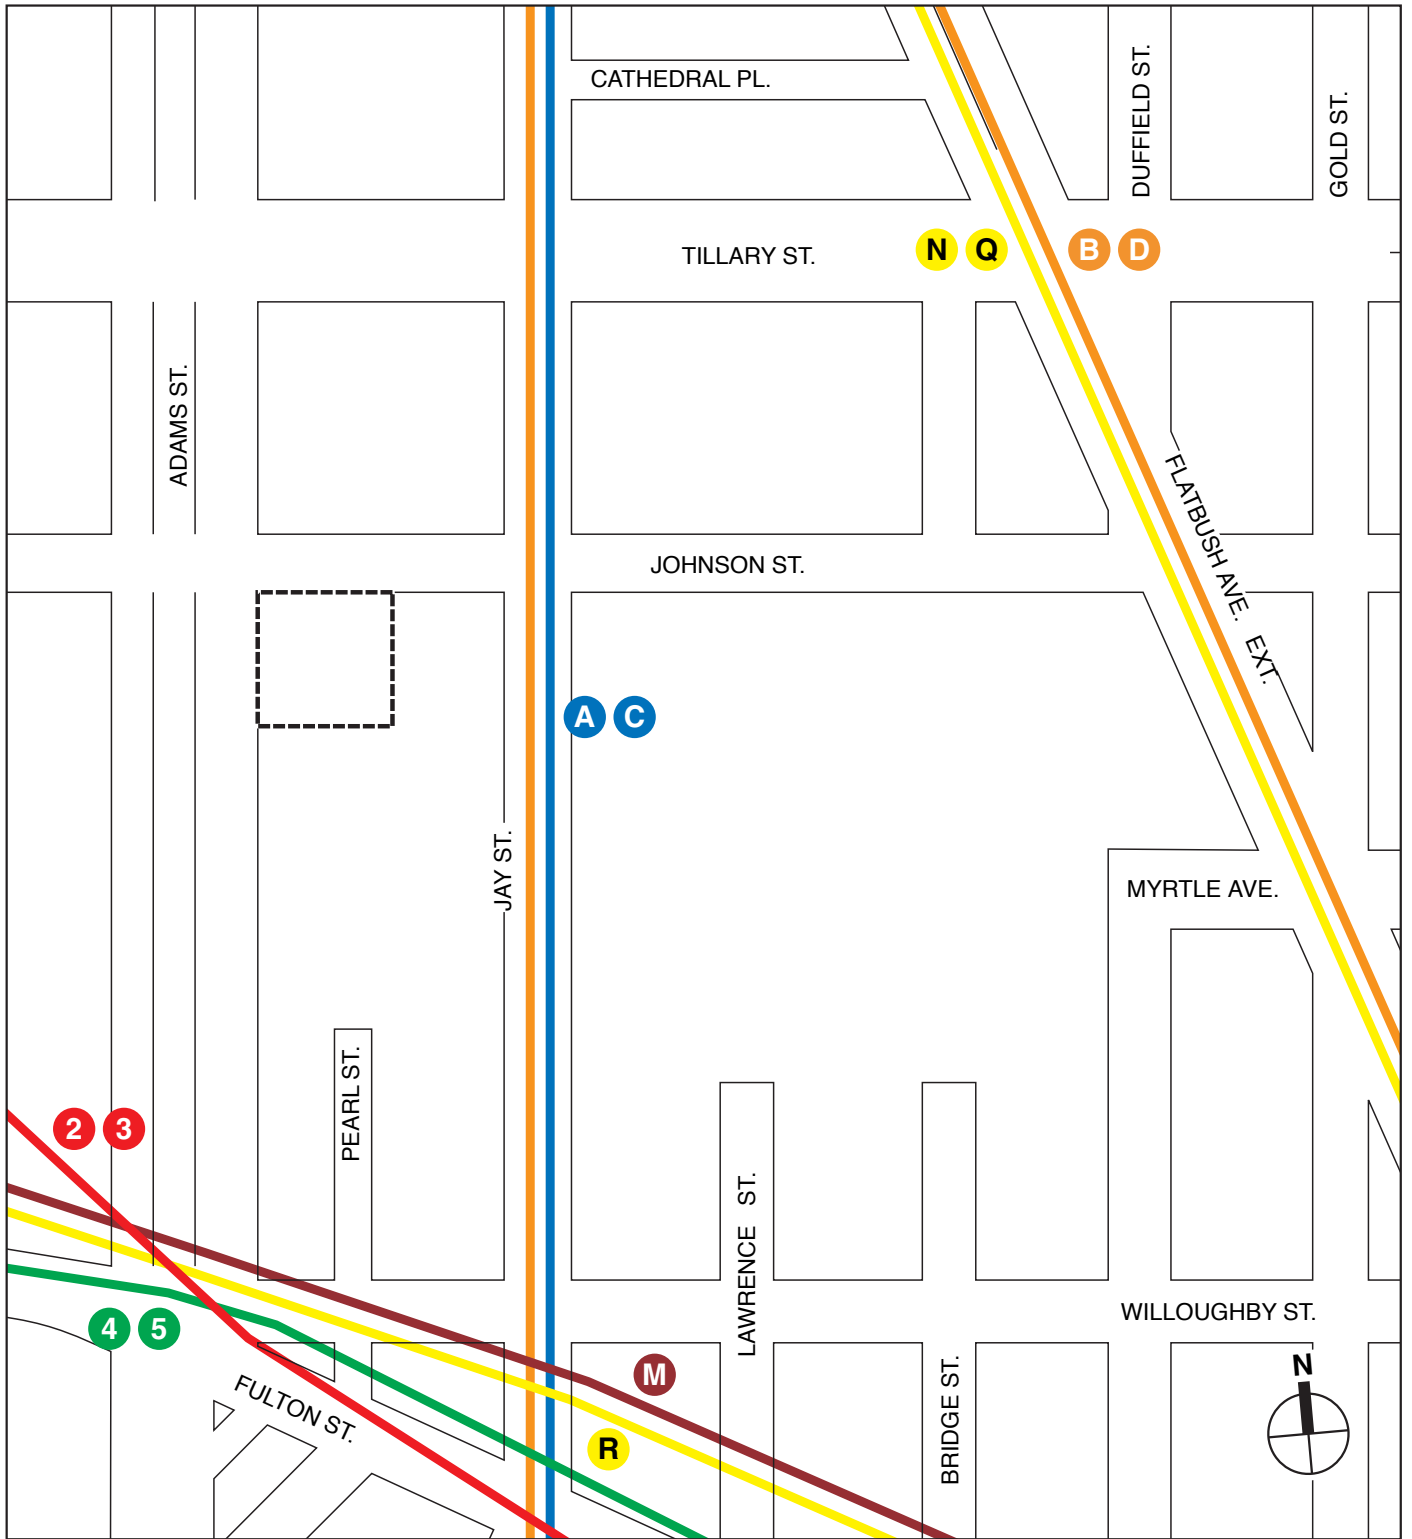 CATHEDRAL PL.
DUFFIELD ST.
GOLD ST.
TILLARY ST.
N Q
B D
ADAMS ST.
JOHNSON ST.
FLATBUSH AVE. EXT.
A C
JAY ST.
MYRTLE AVE.
PEARL ST.
2 3
LAWRENCE ST.
WILLOUGHBY ST.
4 5
N
M
FULTON ST.
BRIDGE ST.
R